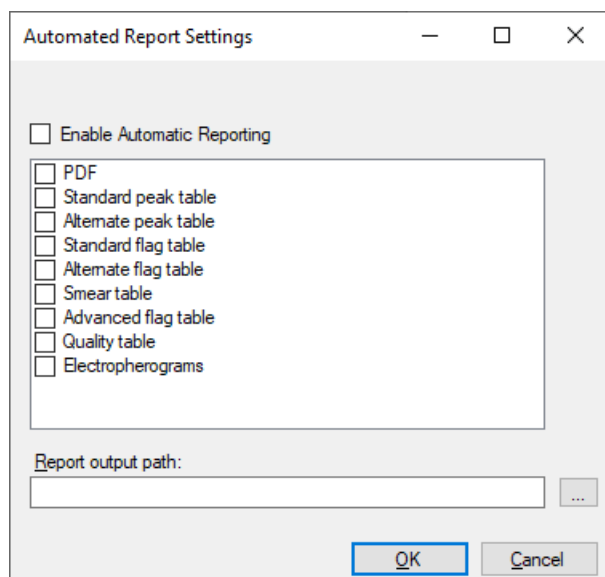 Automated Report Settings
Enable Automatic Reporting
PDF
Standard peak table
Alternate peak table
Standard flag table
Alternate flag table
Smear table
Advanced flag table
Quality table
Electropherograms
Report output path:
...
OK Cancel